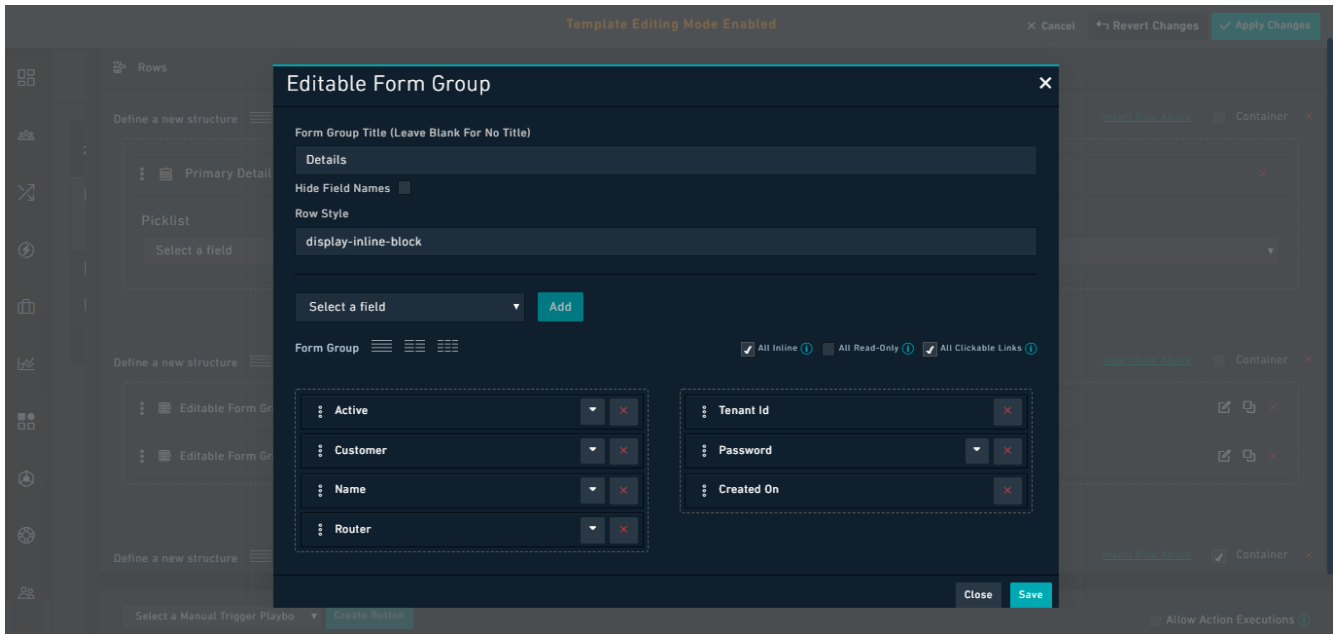 Template Editing Mode Enabled
Cancel
Revert Changes
Apply Changes
Rows
Define a new structure
Insert Row Above
Container
Primary Detail
Picklist
Select a field
Editable Form Group
Form Group Title (Leave Blank For No Title)
Details
Hide Field Names
Row Style
display-inline-block
Select a field
Add
Form Group
All Inline
All Read-Only
All Clickable Links
Active
Customer
Name
Router
Tenant Id
Password
Created On
Close
Save
Define a new structure
Insert Row Above
Container
Editable Form Gr
Editable Form Gr
Define a new structure
Insert Row Above
Container
Select a Manual Trigger Playbo
Create Button
Allow Action Executions